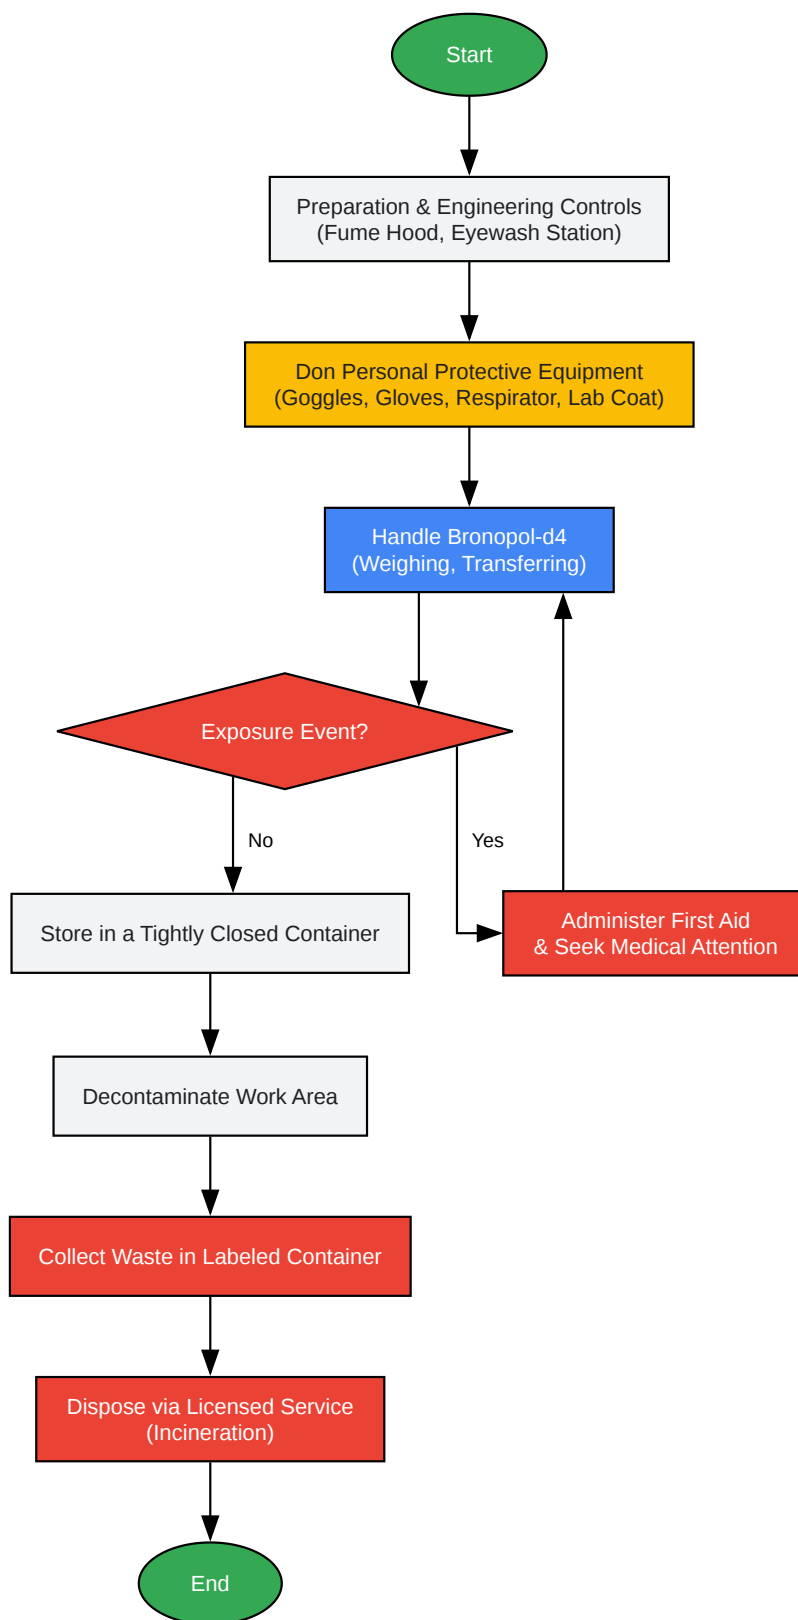 Start
Preparation & Engineering Controls
(Fume Hood, Eyewash Station)
Don Personal Protective Equipment
(Goggles, Gloves, Respirator, Lab Coat)
Handle Bronopol-d4
(Weighing, Transferring)
Exposure Event?
No
Yes
Store in a Tightly Closed Container
Administer First Aid
& Seek Medical Attention
Decontaminate Work Area
Collect Waste in Labeled Container
Dispose via Licensed Service
(Incineration)
End